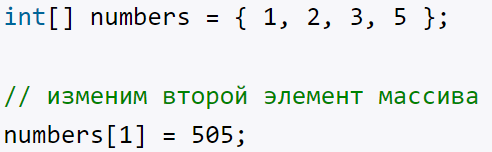 int[] numbers = { 1, 2, 3, 5 };
// изменим второй элемент массива
numbers[1] = 505;